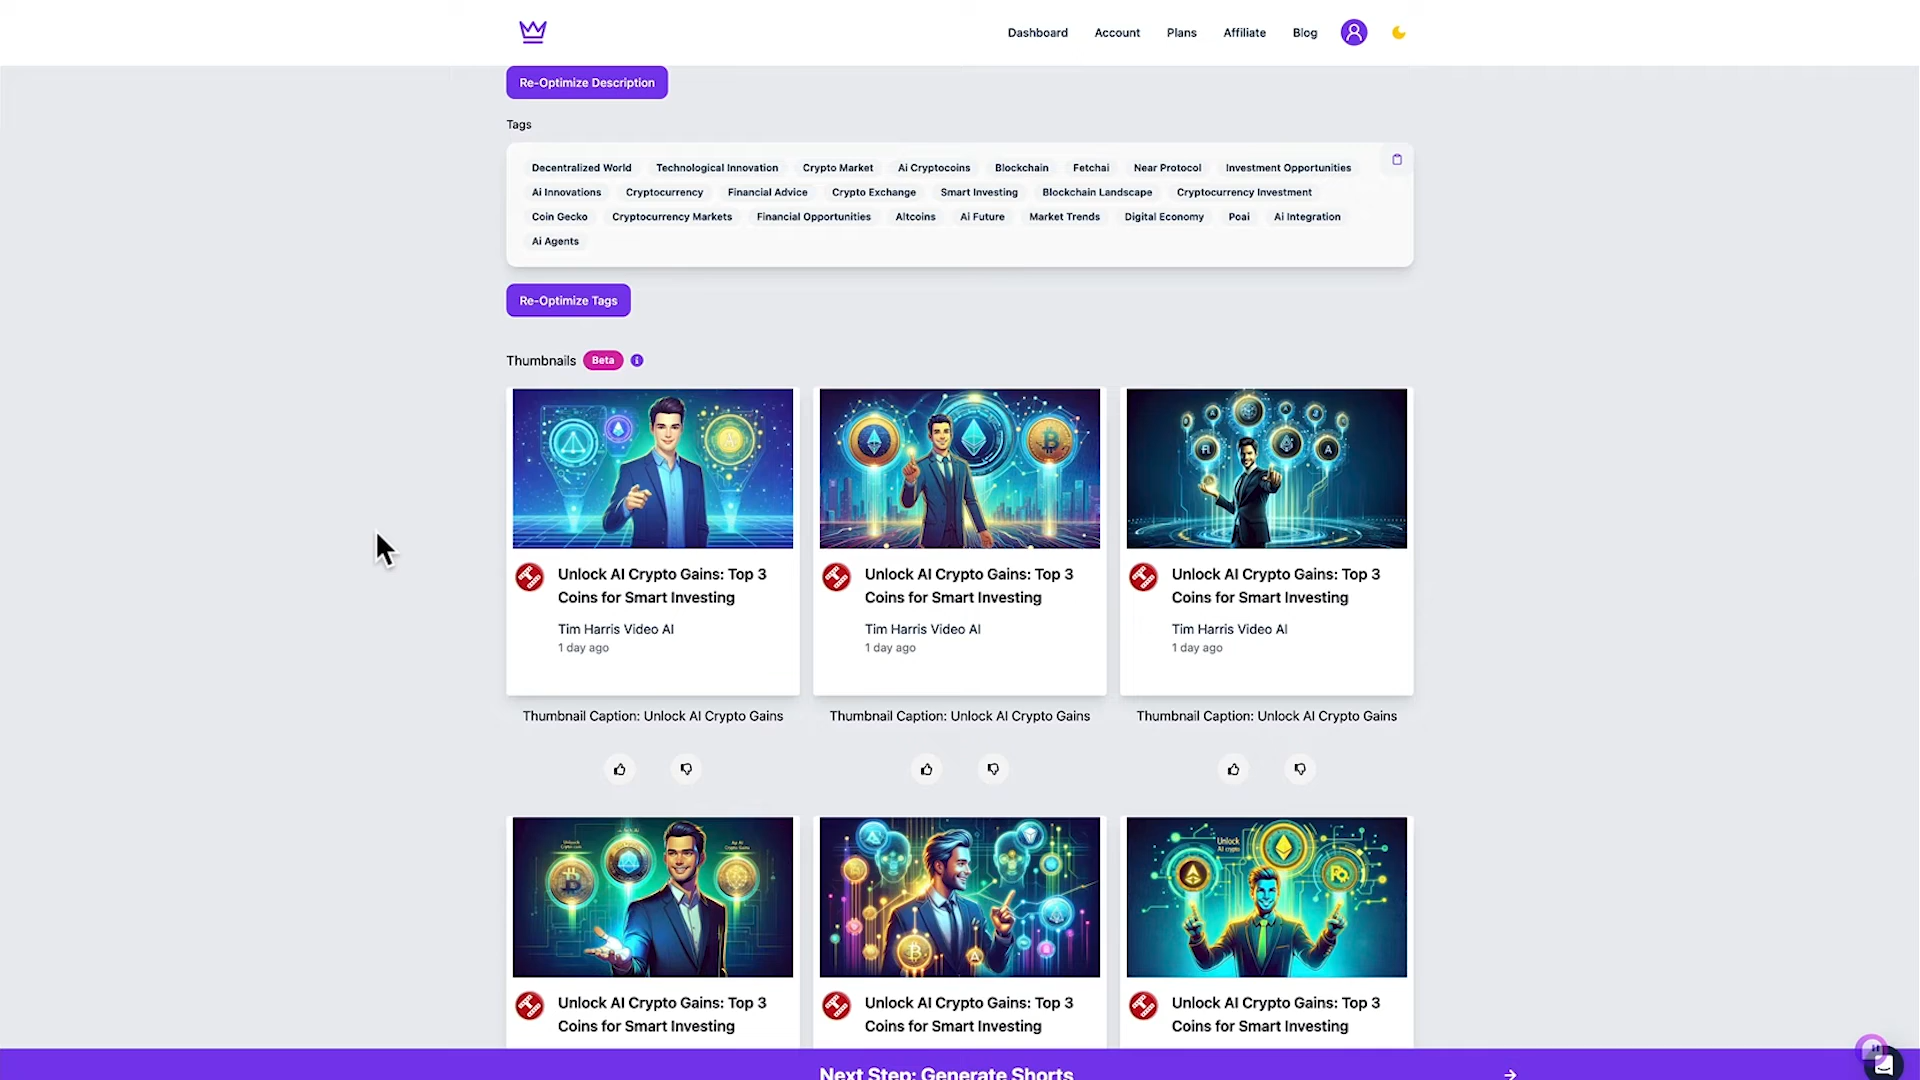 Dashboard Account Plans Affiliate Blog
Re-Optimize Description
Tags
Decentralized World Technological Innovation Crypto Market Ai Cryptocoins Blockchain Fetchai Near Protocol Investment Opportunities
Ai Innovations Cryptocurrency Financial Advice Crypto Exchange Smart Investing Blockchain Landscape Cryptocurrency Investment
Coin Gecko Cryptocurrency Markets Financial Opportunities Altcoins Ai Future Market Trends Digital Economy Poai Ai Integration
Ai Agents
Re-Optimize Tags
Thumbnails Beta
Unlock AI Crypto Gains: Top 3
Coins for Smart Investing
Tim Harris Video AI
1 day ago
Thumbnail Caption: Unlock AI Crypto Gains
Unlock AI Crypto Gains: Top 3
Coins for Smart Investing
Tim Harris Video AI
1 day ago
Thumbnail Caption: Unlock AI Crypto Gains
Unlock AI Crypto Gains: Top 3
Coins for Smart Investing
Tim Harris Video AI
1 day ago
Thumbnail Caption: Unlock AI Crypto Gains
Unlock AI Crypto Gains: Top 3
Coins for Smart Investing
Unlock AI Crypto Gains: Top 3
Coins for Smart Investing
Unlock
AI crypto
Unlock AI Crypto Gains: Top 3
Coins for Smart Investing
Next Step: Generate Shorts